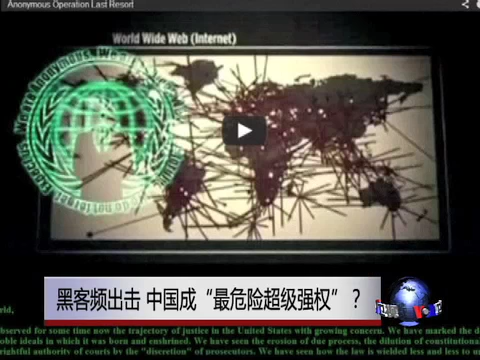 Anonymous Operation Last Resort
World Wide Web (Internet)
黑客频出击 中国成“最危险超级强权”？
observed for some time now the trajectory of justice in the United States with growing concern. We have marked the
noble ideals in which it was born and enshrined. We have seen the erosion of due process, the dilution of constitutional
rightful authority of courts by the "discretion" of prosecutors. We have seen how the law is wielded less and less to